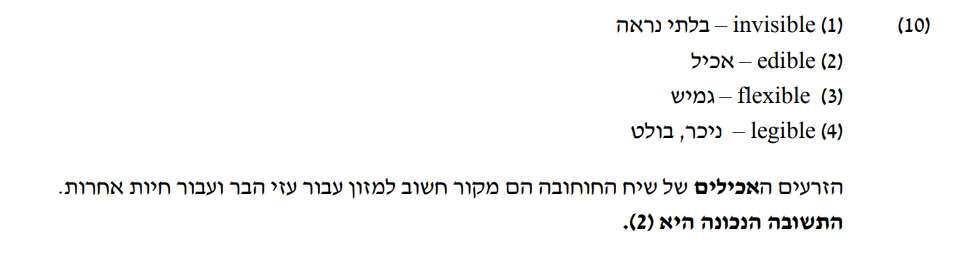 (10) (1) invisible – בלתי נראה
(2) edible – אכיל
(3) flexible – גמיש
(4) legible – ניכר, בולט
הזרעים האכילים של שיח החוחובה הם מקור חשוב למזון עבור עזי הבר ועבור חיות אחרות.
התשובה הנכונה היא (2).